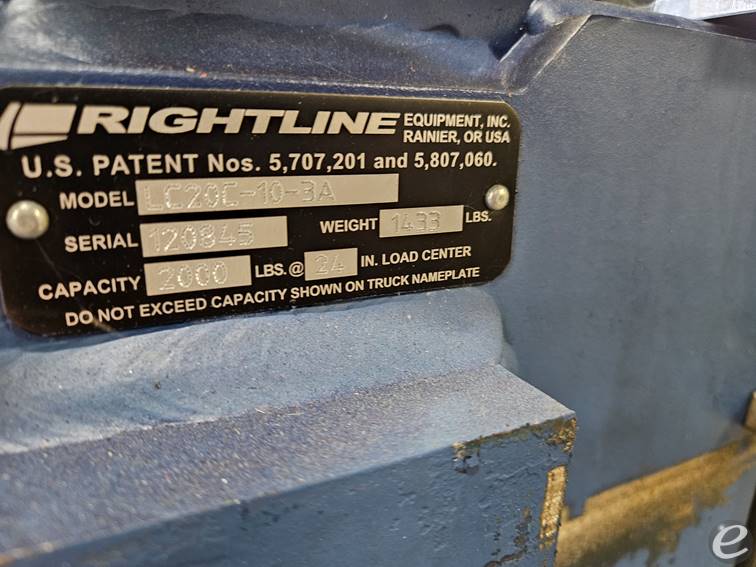 RIGHTLINE EQUIPMENT, INC.
RAINIER, OR USA
U.S. PATENT Nos. 5,707,201 and 5,807,060.
MODEL LC20C-10-3A
SERIAL 120845 WEIGHT 1433 LBS.
CAPACITY 2000 LBS.@ 24 IN. LOAD CENTER
DO NOT EXCEED CAPACITY SHOWN ON TRUCK NAMEPLATE
e